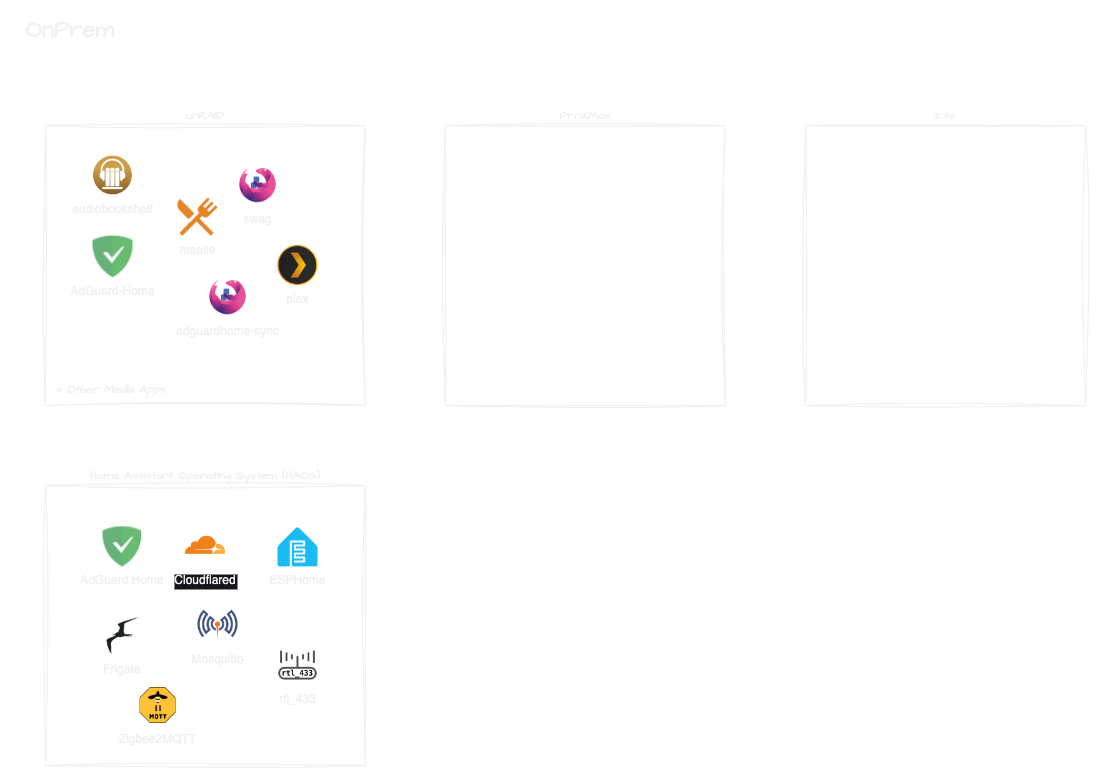 OnPrem
unRAID
ProxMox
K8s
audiobookshelf
swag
mealie
AdGuard-Home
plex
adguardhome-sync
+ Other Media Apps
Home Assistant Operating System (HAOS)
AdGuard Home
Cloudflared
ESPHome
Frigate
Mosquitto
rtl_433
rtl_433
MQTT
Zigbee2MQTT